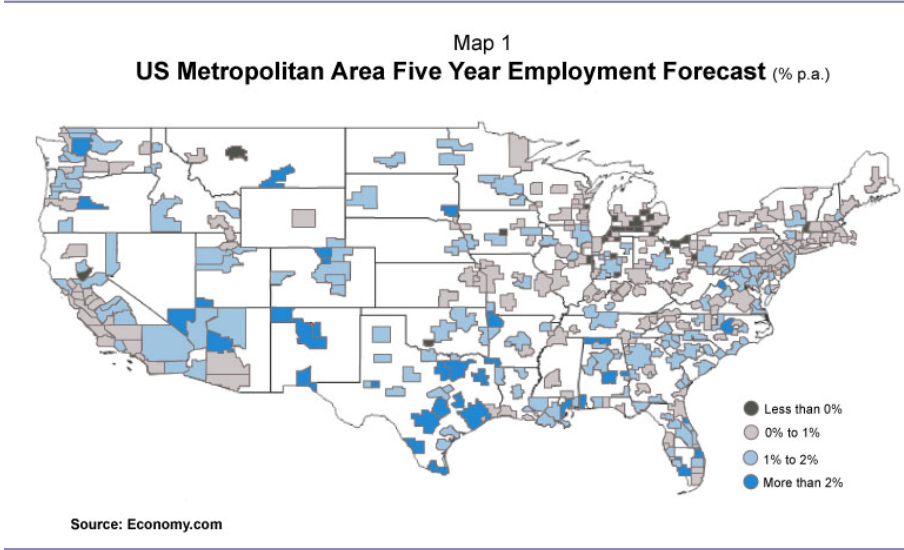 Map 1
US Metropolitan Area Five Year Employment Forecast (% p.a.)
Less than 0%
0% to 1%
1% to 2%
More than 2%
Source: Economy.com